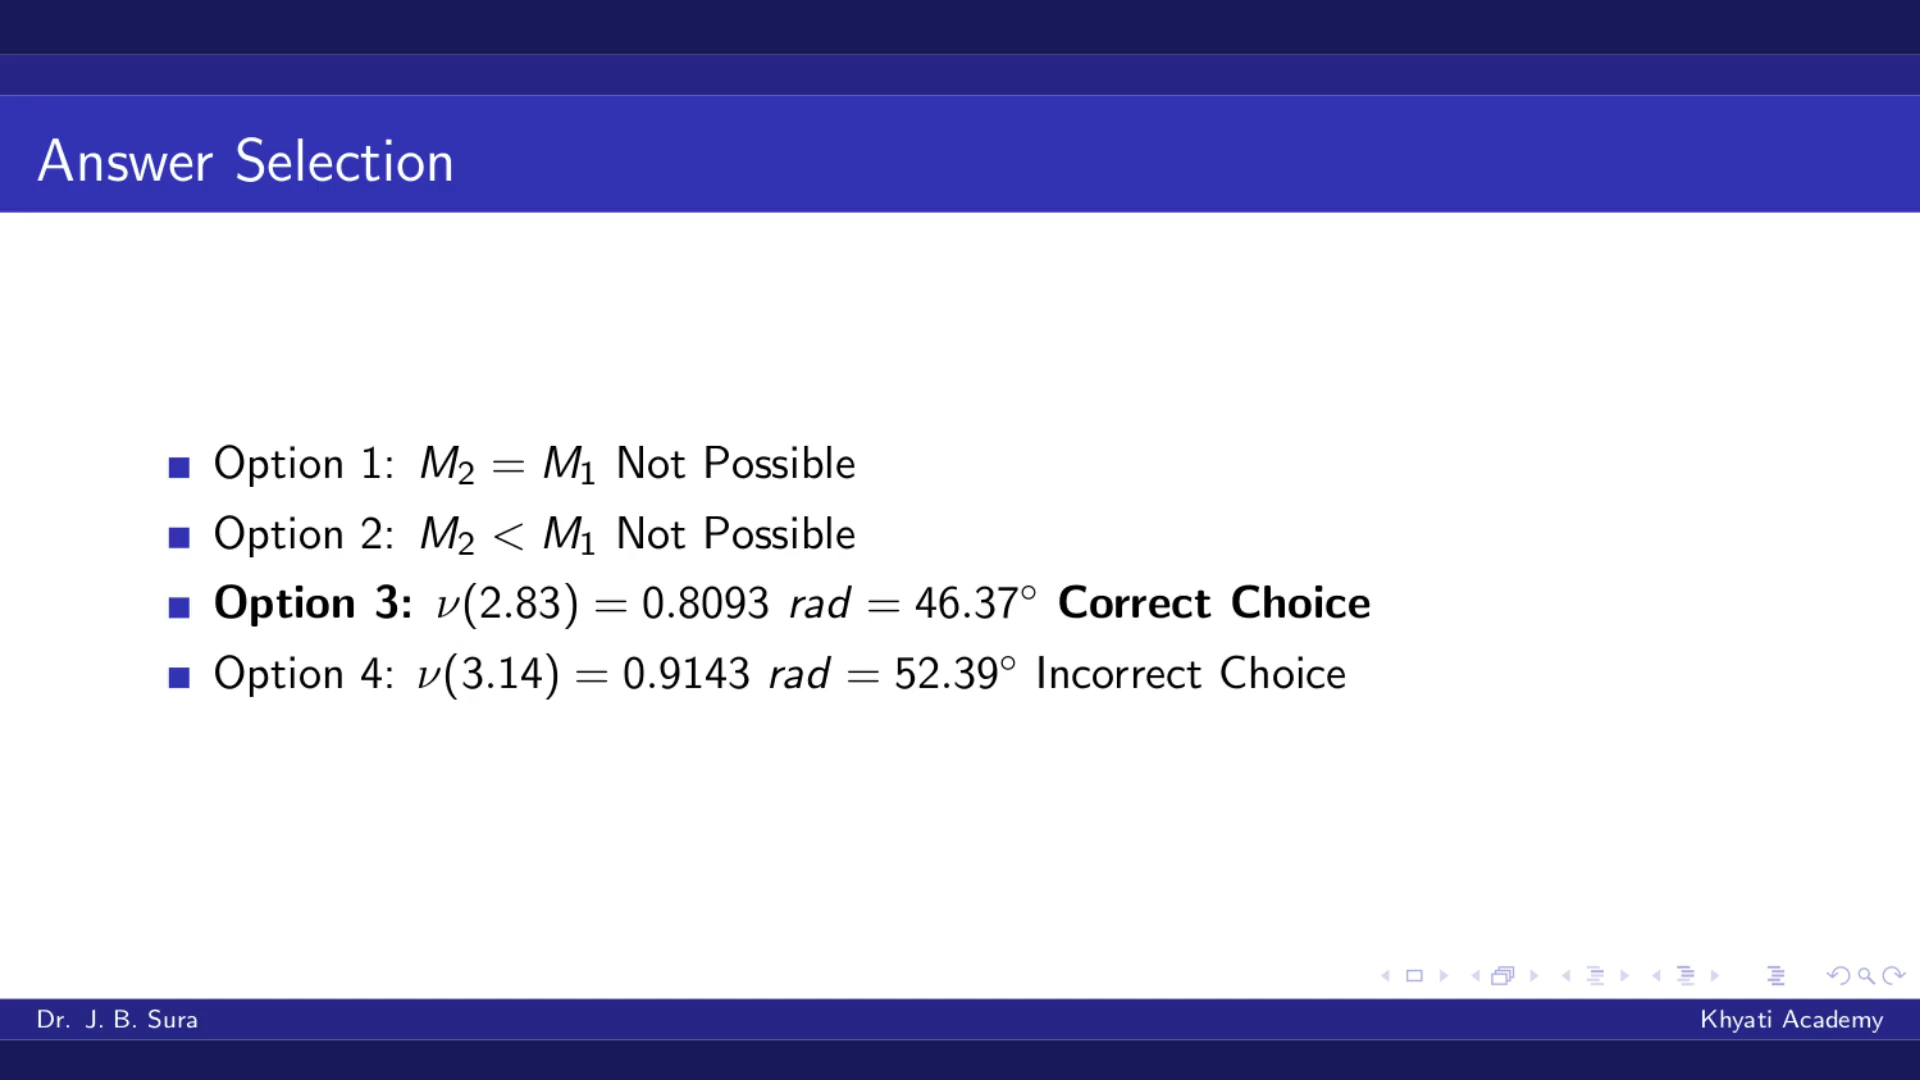 Answer Selection
Option 1: M₂ = M₁ Not Possible
Option 2: M₂ < M₁ Not Possible
Option 3: ν(2.83) = 0.8093 rad = 46.37° Correct Choice
Option 4: ν(3.14) = 0.9143 rad = 52.39° Incorrect Choice
Dr. J. B. Sura
Khyati Academy